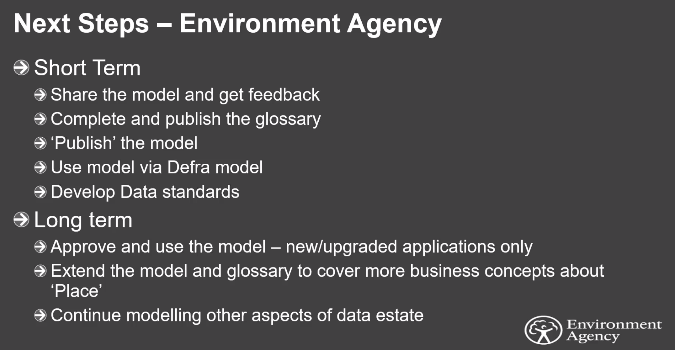 Next Steps – Environment Agency
Short Term
Share the model and get feedback
Complete and publish the glossary
‘Publish’ the model
Use model via Defra model
Develop Data standards
Long term
Approve and use the model – new/upgraded applications only
Extend the model and glossary to cover more business concepts about
‘Place’
Continue modelling other aspects of data estate
Environment
Agency